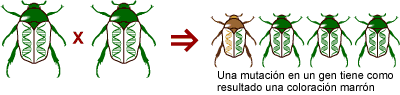 x
Una mutación en un gen tiene como
resultado una coloración marrón